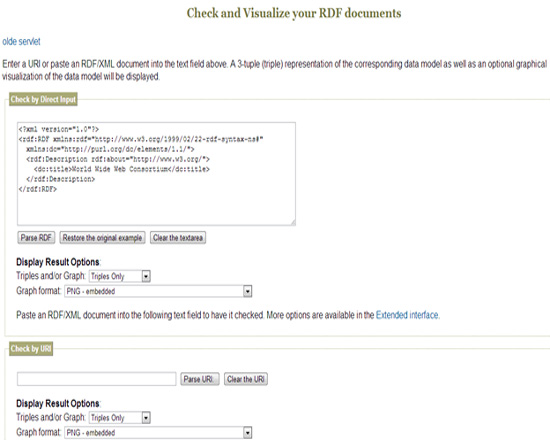 Check and Visualize your RDF documents
olde servlet
Enter a URI or paste an RDF/XML document into the text field above. A 3-tuple (triple) representation of the corresponding data model as well as an optional graphical
visualization of the data model will be displayed.
Check by Direct Input
<?xml version="1.0"?>
<rdf:RDF xmlns:rdf="http://www.w3.org/1999/02/22-rdf-syntax-ns#"
xmlns:dc="http://purl.org/dc/elements/1.1/">
<rdf:Description rdf:about="http://www.w3.org/">
<dc:title>World Wide Web Consortium</dc:title>
</rdf:Description>
</rdf:RDF>
Parse RDF Restore the original example Clear the textarea
Display Result Options:
Triples and/or Graph: Triples Only
Graph format: PNG - embedded
Paste an RDF/XML document into the following text field to have it checked. More options are available in the Extended interface.
Check by URI
Parse URI: Clear the URI
Display Result Options:
Triples and/or Graph: Triples Only
Graph format: PNG - embedded